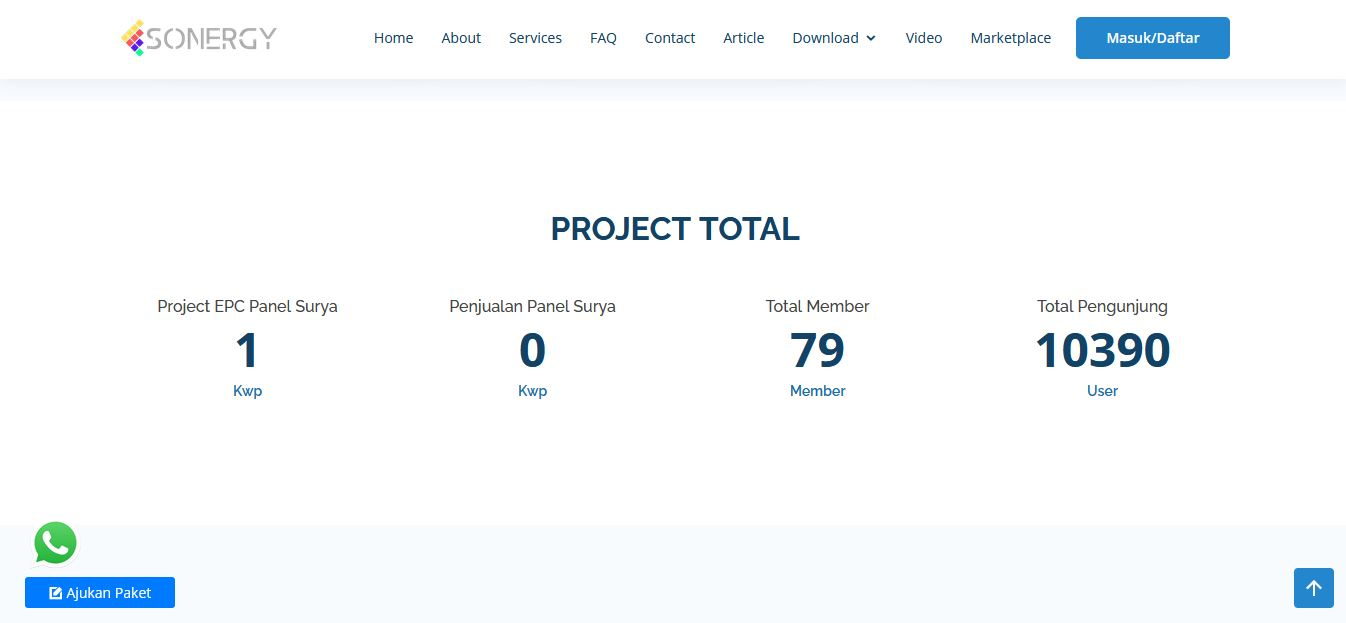 SONERGY
Home About Services FAQ Contact Article Download Video Marketplace Masuk/Daftar
PROJECT TOTAL
Project EPC Panel Surya Penjualan Panel Surya Total Member Total Pengunjung
1 0 79 10390
Kwp Kwp Member User
Ajukan Paket